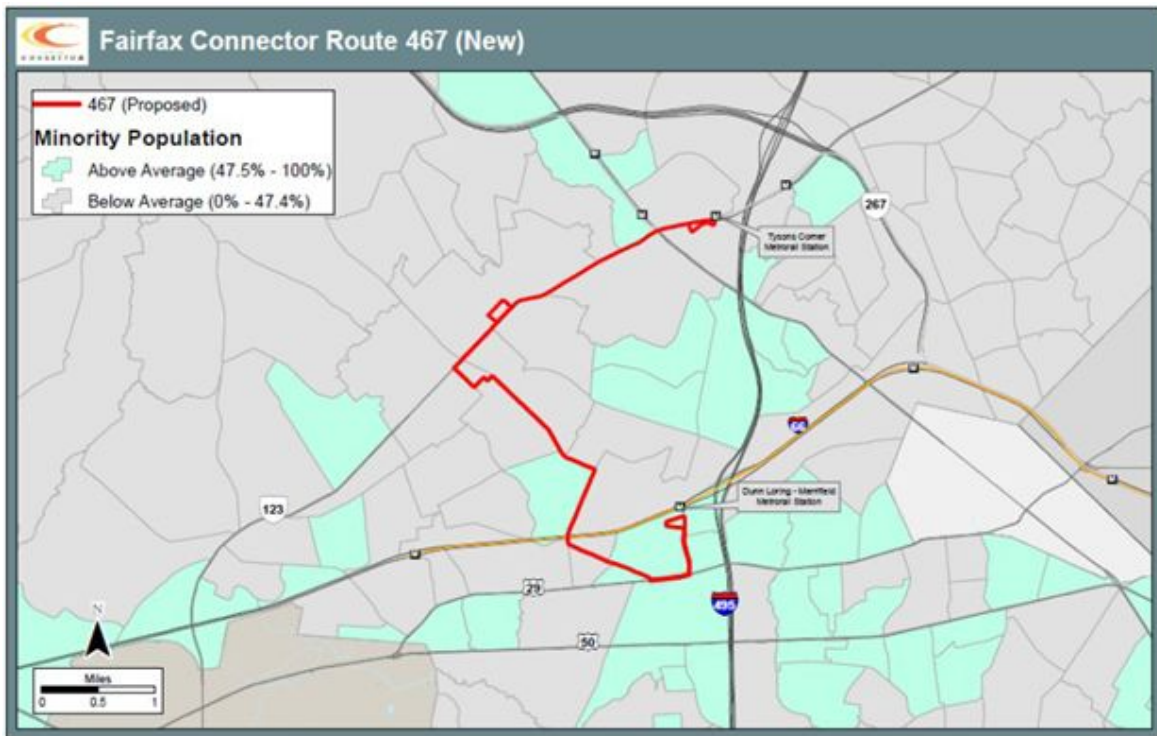 CONNECTOR
Fairfax Connector Route 467 (New)
467 (Proposed)
Minority Population
Above Average (47.5% - 100%)
Below Average (0% - 47.4%)
267
Tysons Corner
Metrorail Station
66
Dunn Loring - Merrifield
Metrorail Station
123
29
495
50
N
Miles
0 0.5 1